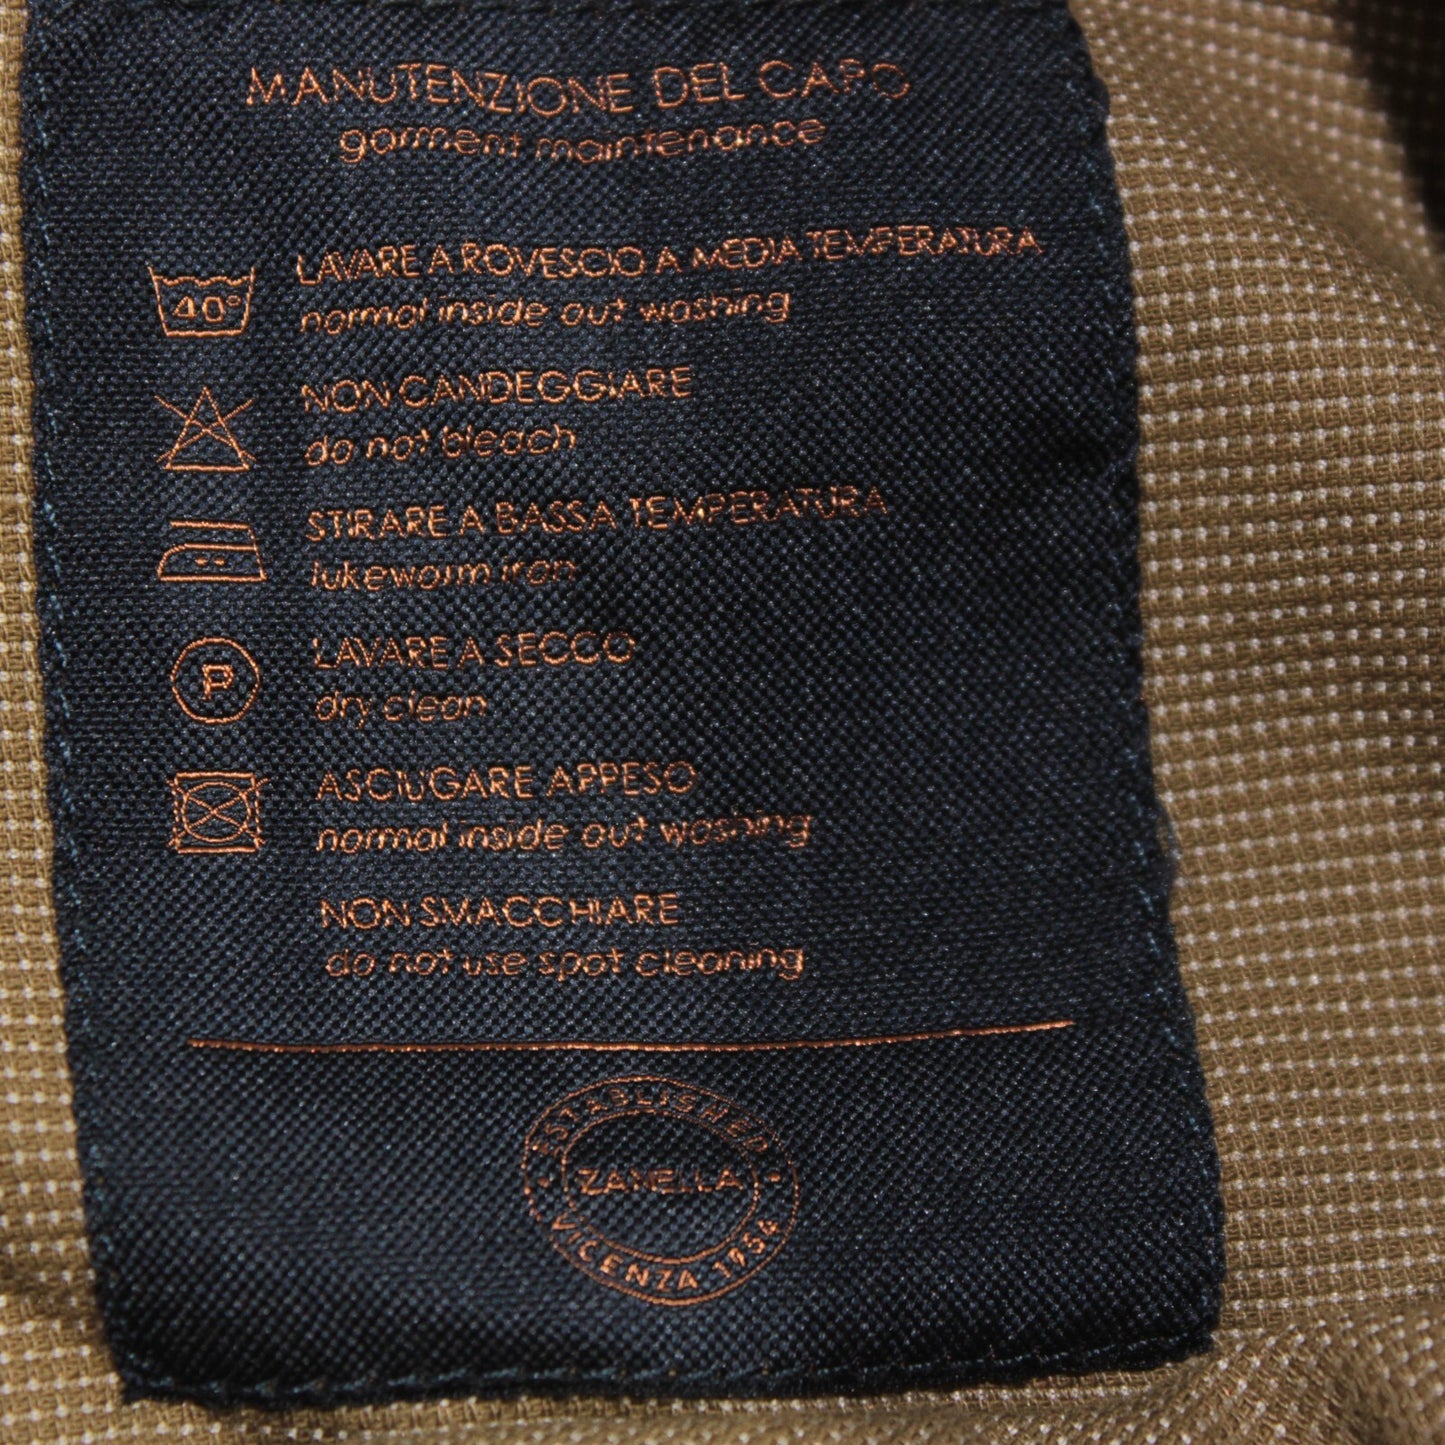 MANUTENZIONE DEL CAPO
garment maintenance
40°
LAVARE A ROVESCIO A MEDIA TEMPERATURA
normal inside out washing
NON CANDEGGIARE
do not bleach
STIRARE A BASSA TEMPERATURA
lukewarm iron
P
LAVARE A SECCO
dry clean
ASCIUGARE APPESO
normal inside out washing
NON SMACCHIARE
do not use spot cleaning
ESTABLISHED
ZANELLA
VICENZA 1954